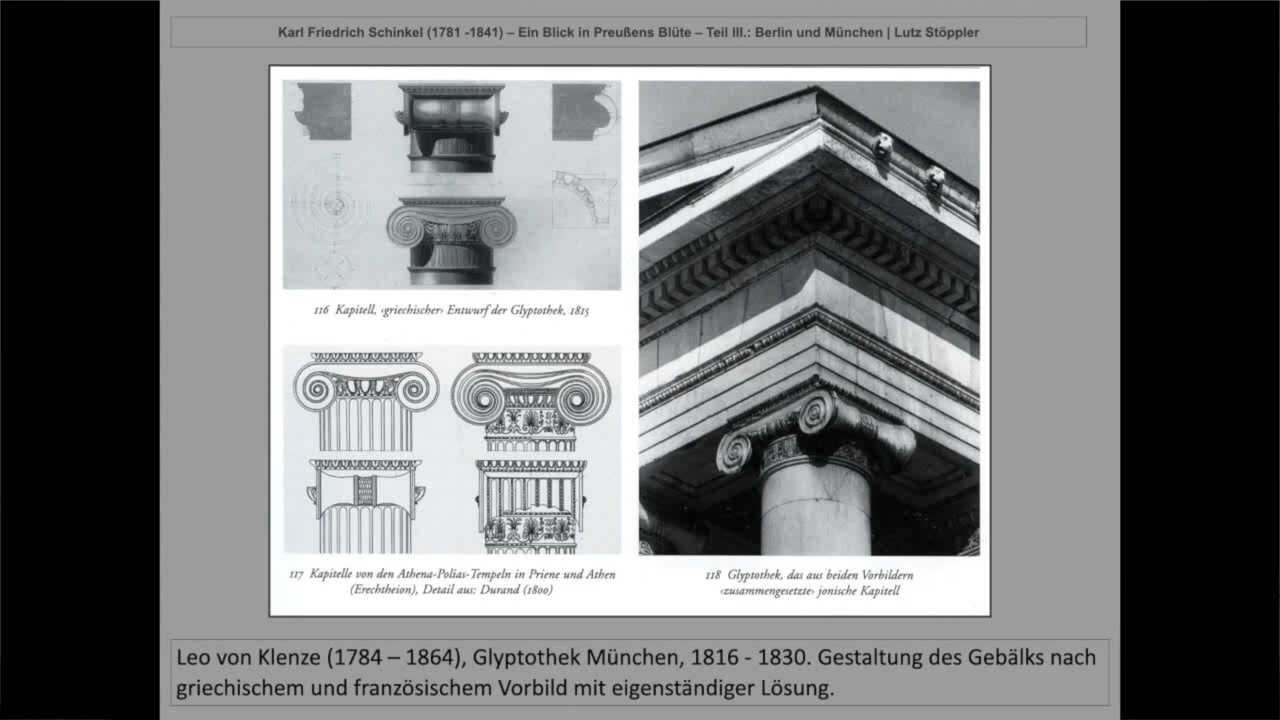 Karl Friedrich Schinkel (1781 -1841) – Ein Blick in Preußens Blüte – Teil III.: Berlin und München | Lutz Stöppler
116 Kapitell, ‹griechischer› Entwurf der Glyptothek, 1815
117 Kapitelle von den Athena-Polias-Tempeln in Priene und Athen
(Erechtheion), Detail aus: Durand (1800)
118 Glyptothek, das aus beiden Vorbildern
‹zusammengesetzte› jonische Kapitell
Leo von Klenze (1784 – 1864), Glyptothek München, 1816 - 1830. Gestaltung des Gebälks nach
griechischem und französischem Vorbild mit eigenständiger Lösung.